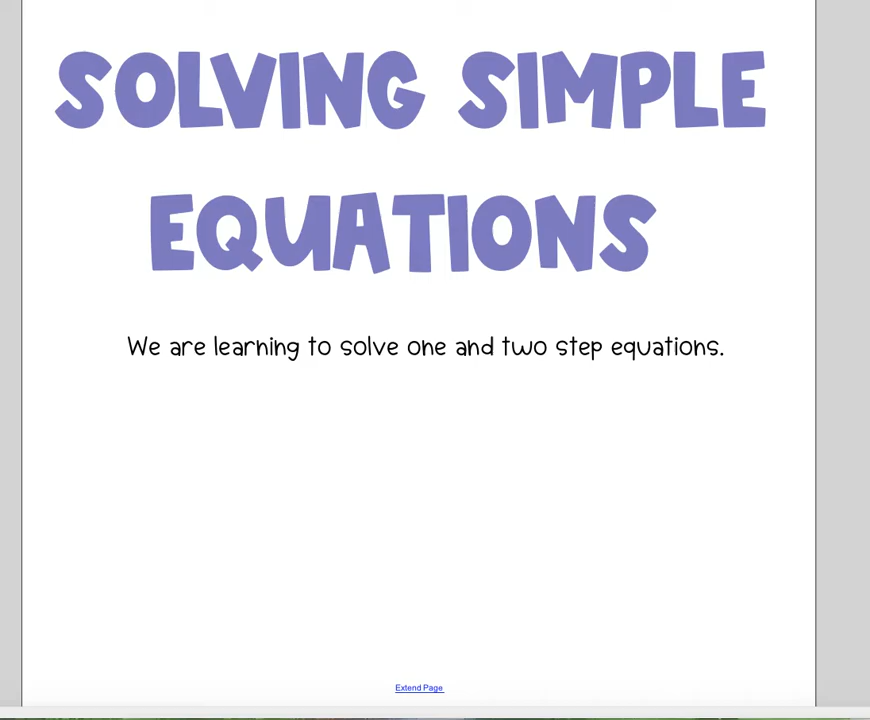 SOLVING SIMPLE
EQUATIONS
We are learning to solve one and two step equations.
Extend Page